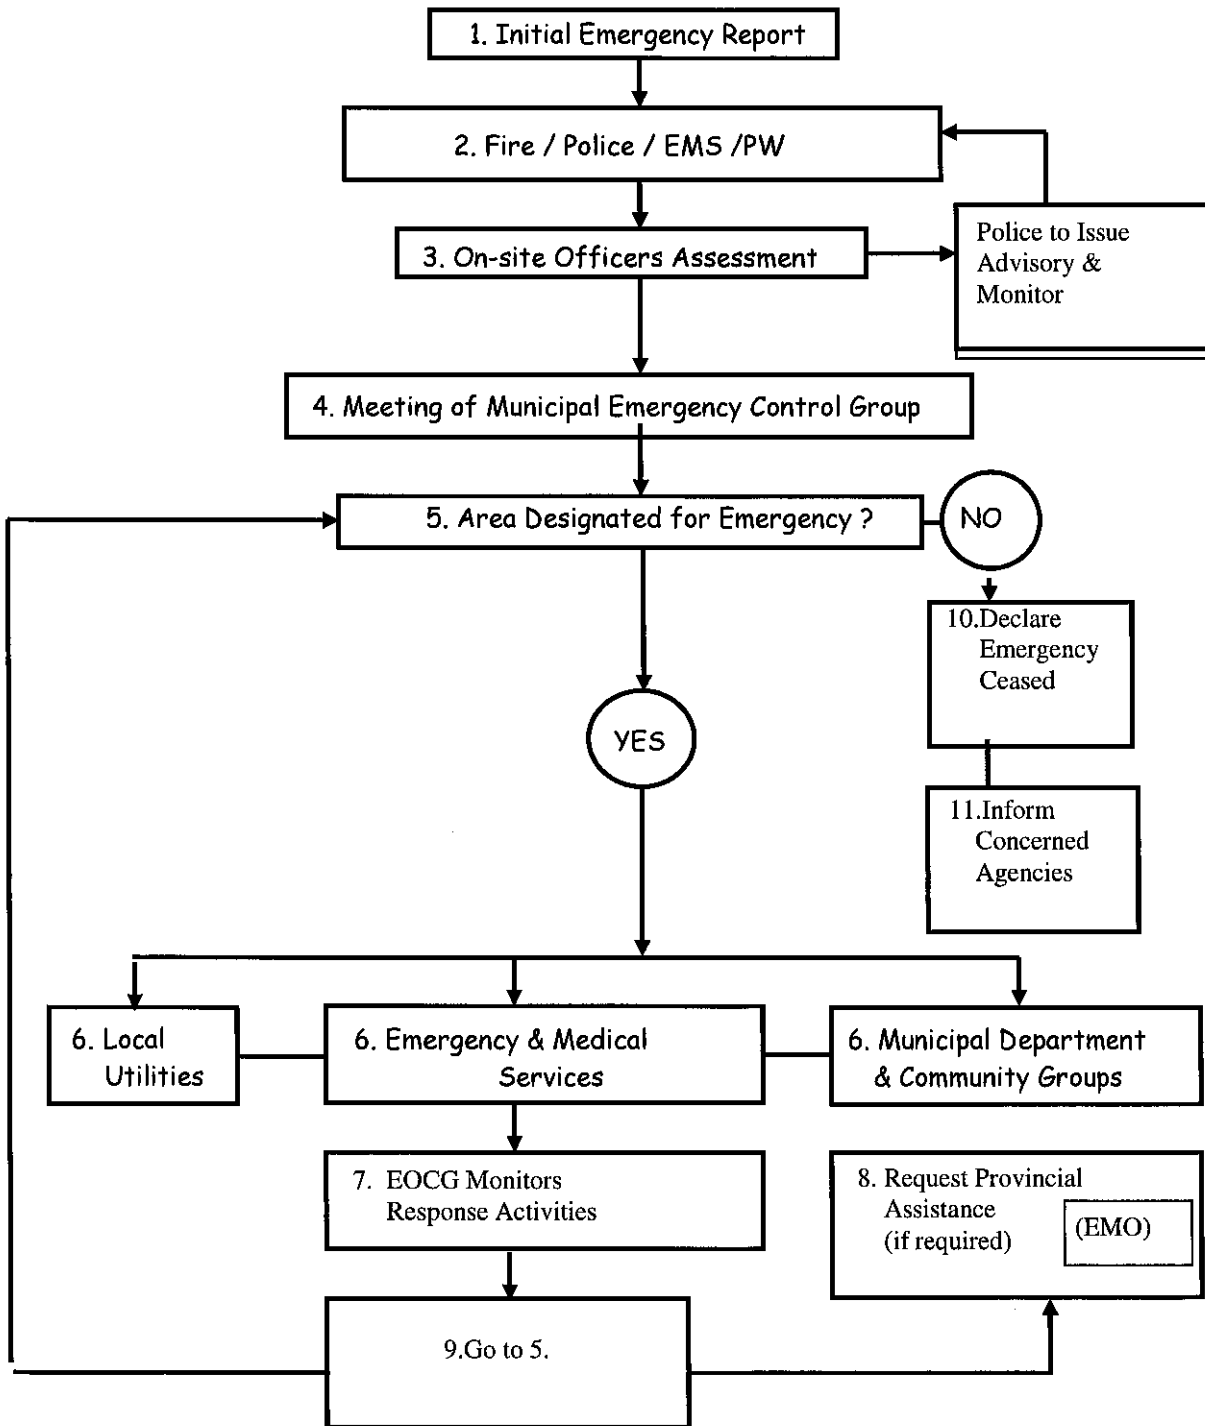 1. Initial Emergency Report
2. Fire / Police / EMS /PW
3. On-site Officers Assessment
Police to Issue
Advisory &
Monitor
4. Meeting of Municipal Emergency Control Group
5. Area Designated for Emergency ?
NO
10.Declare
Emergency
Ceased
YES
11.Inform
Concerned
Agencies
6. Local
Utilities
6. Emergency & Medical
Services
6. Municipal Department
& Community Groups
7. EOCG Monitors
Response Activities
8. Request Provincial
Assistance
(if required)
(EMO)
9.Go to 5.